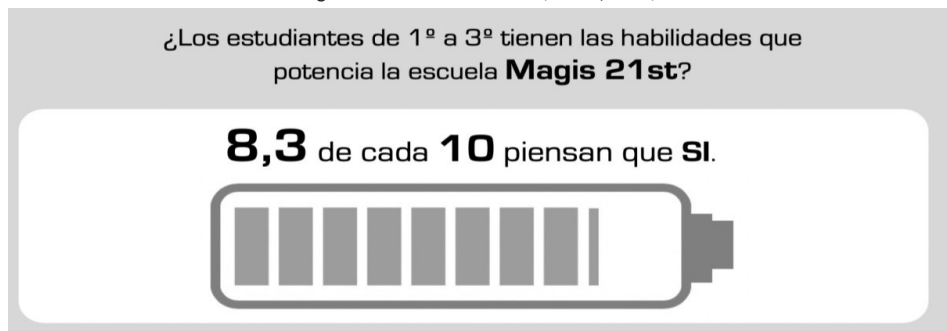 ¿Los estudiantes de 1º a 3º tienen las habilidades que
potencia la escuela Magis 21st?
8,3 de cada 10 piensan que SI.